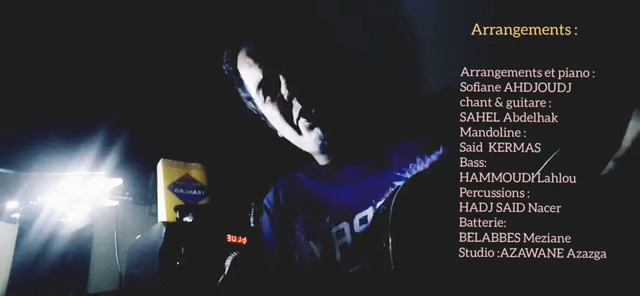 Arrangements :
Arrangements et piano :
Sofiane AHDJOUDJ
chant & guitare :
SAHEL Abdelhak
Mandoline :
Said KERMAS
Bass:
HAMMOUDI Lahlou
Percussions :
HADJ SAID Nacer
Batterie:
BELABBES Meziane
Studio :AZAWANE Azazga